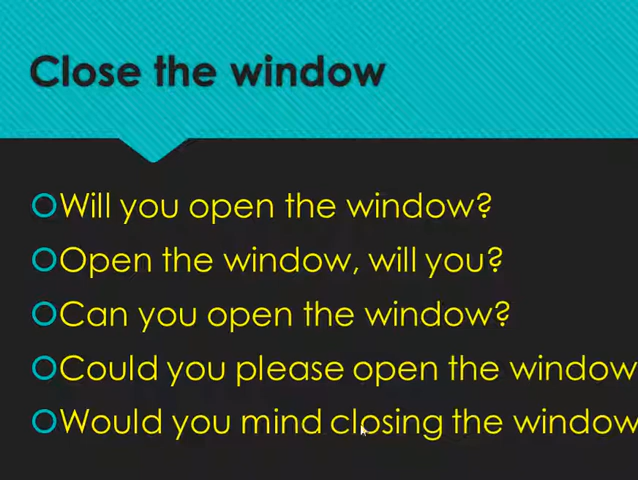 Close the window
Will you open the window?
Open the window, will you?
Can you open the window?
Could you please open the window
Would you mind closing the window